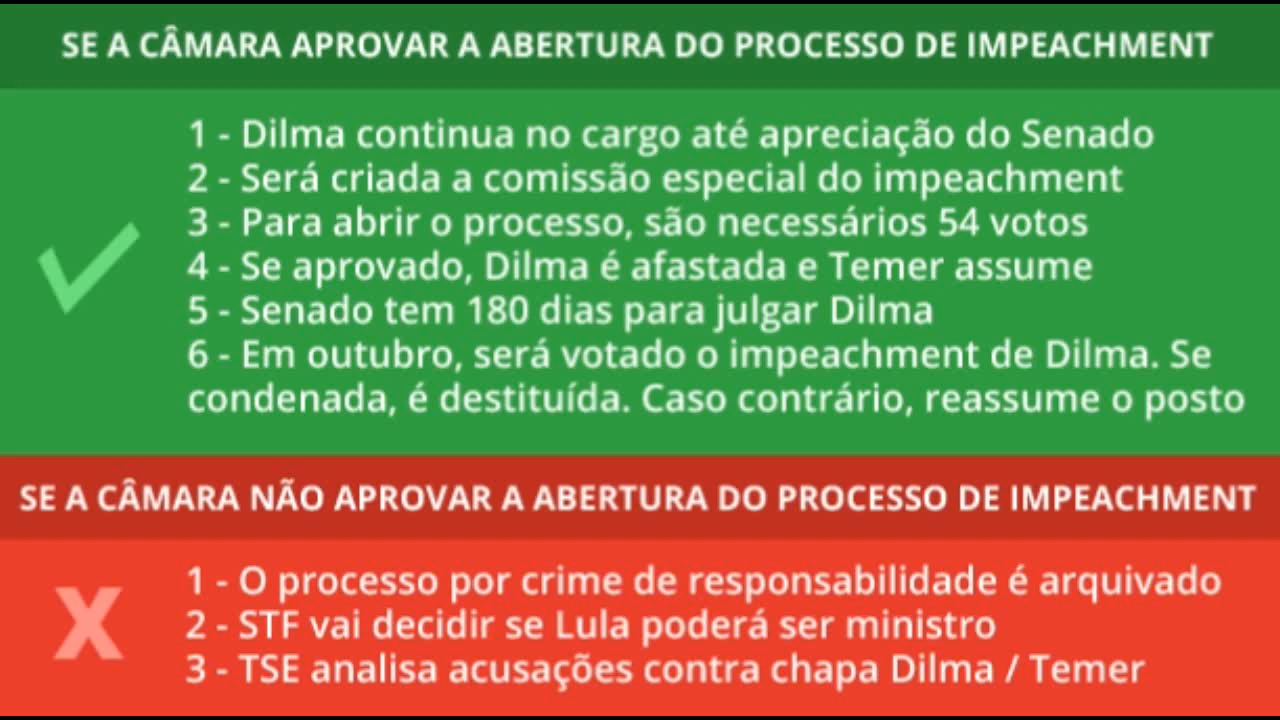 SE A CÂMARA APROVAR A ABERTURA DO PROCESSO DE IMPEACHMENT
1 - Dilma continua no cargo até apreciação do Senado
2 - Será criada a comissão especial do impeachment
3 - Para abrir o processo, são necessários 54 votos
4 - Se aprovado, Dilma é afastada e Temer assume
5 - Senado tem 180 dias para julgar Dilma
6 - Em outubro, será votado o impeachment de Dilma. Se
condenada, é destituída. Caso contrário, reassume o posto
SE A CÂMARA NÃO APROVAR A ABERTURA DO PROCESSO DE IMPEACHMENT
1 - O processo por crime de responsabilidade é arquivado
2 - STF vai decidir se Lula poderá ser ministro
3 - TSE analisa acusações contra chapa Dilma / Temer